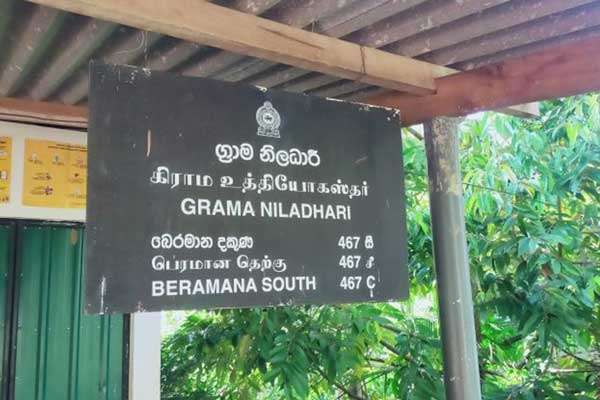 ග්‍රාම නිලධාරී
கிராம உத்தியோகஸ்தர்
GRAMA NILADHARI
බෙරමාන දකුණ 467 සී
பெரமான தெற்கு 467 சீ
BERAMANA SOUTH 467 C